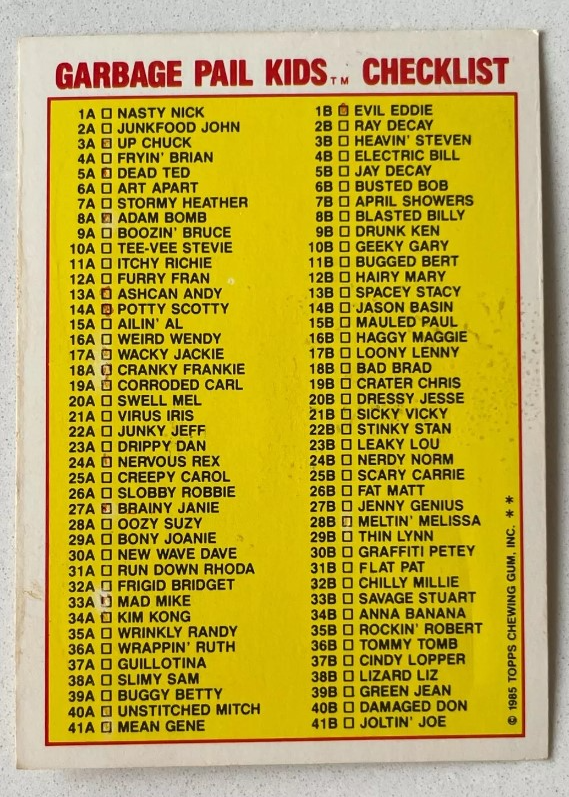 GARBAGE PAIL KIDS™ CHECKLIST
1A NASTY NICK
2A JUNKFOOD JOHN
3A UP CHUCK
4A FRYIN' BRIAN
5A DEAD TED
6A ART APART
7A STORMY HEATHER
8A ADAM BOMB
9A BOOZIN' BRUCE
10A TEE-VEE STEVIE
11A ITCHY RICHIE
12A FURRY FRAN
13A ASHCAN ANDY
14A POTTY SCOTTY
15A AILIN' AL
16A WEIRD WENDY
17A WACKY JACKIE
18A CRANKY FRANKIE
19A CORRODED CARL
20A SWELL MEL
21A VIRUS IRIS
22A JUNKY JEFF
23A DRIPPY DAN
24A NERVOUS REX
25A CREEPY CAROL
26A SLOBBY ROBBIE
27A BRAINY JANIE
28A OOZY SUZY
29A BONY JOANIE
30A NEW WAVE DAVE
31A RUN DOWN RHODA
32A FRIGID BRIDGET
33A MAD MIKE
34A KIM KONG
35A WRINKLY RANDY
36A WRAPPIN' RUTH
37A GUILLOTINA
38A SLIMY SAM
39A BUGGY BETTY
40A UNSTITCHED MITCH
41A MEAN GENE
1B EVIL EDDIE
2B RAY DECAY
3B HEAVIN' STEVEN
4B ELECTRIC BILL
5B JAY DECAY
6B BUSTED BOB
7B APRIL SHOWERS
8B BLASTED BILLY
9B DRUNK KEN
10B GEEKY GARY
11B BUGGED BERT
12B HAIRY MARY
13B SPACEY STACY
14B JASON BASIN
15B MAULED PAUL
16B HAGGY MAGGIE
17B LOONY LENNY
18B BAD BRAD
19B CRATER CHRIS
20B DRESSY JESSE
21B SICKY VICKY
22B STINKY STAN
23B LEAKY LOU
24B NERDY NORM
25B SCARY CARRIE
26B FAT MATT
27B JENNY GENIUS
28B MELTIN' MELISSA
29B THIN LYNN
30B GRAFFITI PETEY
31B FLAT PAT
32B CHILLY MILLIE
33B SAVAGE STUART
34B ANNA BANANA
35B ROCKIN' ROBERT
36B TOMMY TOMB
37B CINDY LOPPER
38B LIZARD LIZ
39B GREEN JEAN
40B DAMAGED DON
41B JOLTIN' JOE
© 1985 TOPPS CHEWING GUM, INC. * *